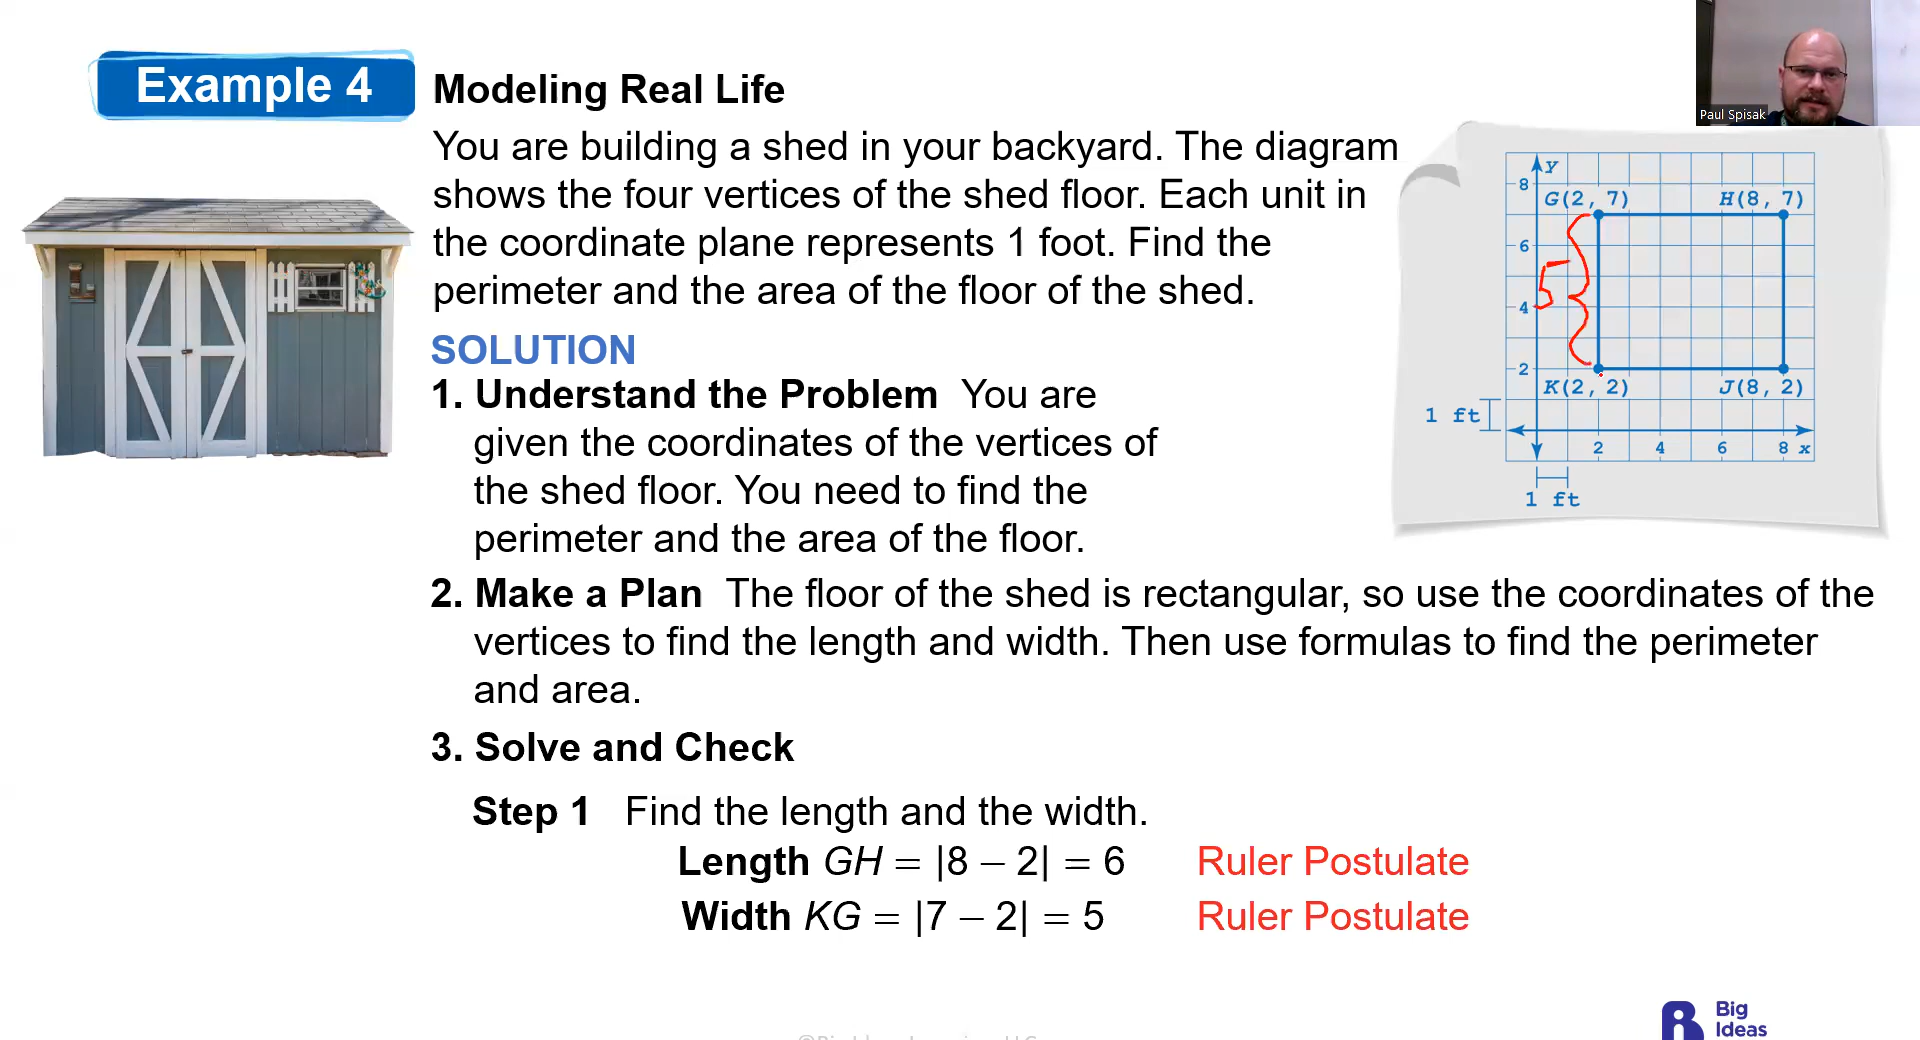 Example 4
Modeling Real Life
Paul Spisak
You are building a shed in your backyard. The diagram
shows the four vertices of the shed floor. Each unit in
the coordinate plane represents 1 foot. Find the
perimeter and the area of the floor of the shed.
y
8
G(2, 7) H(8, 7)
6
5
4
2
K(2, 2) J(8, 2)
1 ft
2 4 6 8 x
1 ft
SOLUTION
1. Understand the Problem You are
given the coordinates of the vertices of
the shed floor. You need to find the
perimeter and the area of the floor.
2. Make a Plan The floor of the shed is rectangular, so use the coordinates of the
vertices to find the length and width. Then use formulas to find the perimeter
and area.
3. Solve and Check
Step 1 Find the length and the width.
Length GH = |8 − 2| = 6 Ruler Postulate
Width KG = |7 − 2| = 5 Ruler Postulate
Big
Ideas